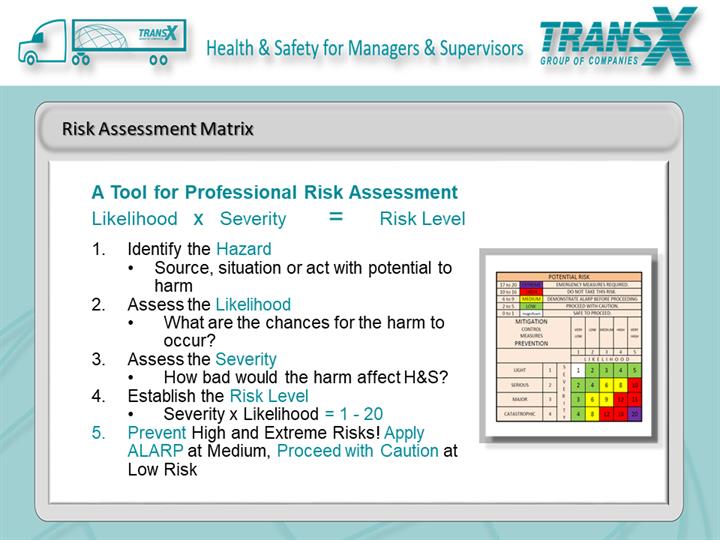 TRANSX
GROUP OF COMPANIES
Health & Safety for Managers & Supervisors
TRANSX
GROUP OF COMPANIES
Risk Assessment Matrix
A Tool for Professional Risk Assessment
Likelihood x Severity = Risk Level
1. Identify the Hazard
• Source, situation or act with potential to
harm
2. Assess the Likelihood
• What are the chances for the harm to
occur?
3. Assess the Severity
• How bad would the harm affect H&S?
4. Establish the Risk Level
• Severity x Likelihood = 1 - 20
5. Prevent High and Extreme Risks! Apply
ALARP at Medium, Proceed with Caution at
Low Risk
POTENTIAL RISK
17 to 20 EXTREME EMERGENCY MEASURES REQUIRED.
10 to 16 HIGH DO NOT TAKE THIS RISK.
6 to 9 MEDIUM DEMONSTRATE ALARP BEFORE PROCEEDING
2 to 5 LOW PROCEED WITH CAUTION.
0 to 1 Insignificant SAFE TO PROCEED.
MITIGATION
CONTROL
MEASURES
PREVENTION
VERY LOW LOW MEDIUM HIGH VERY HIGH
1 2 3 4 5
LIKELIHOOD
SEVERITY
LIGHT 1 1 2 3 4 5
SERIOUS 2 2 4 6 8 10
MAJOR 3 3 6 9 12 15
CATASTROPHIC 4 4 8 12 16 20